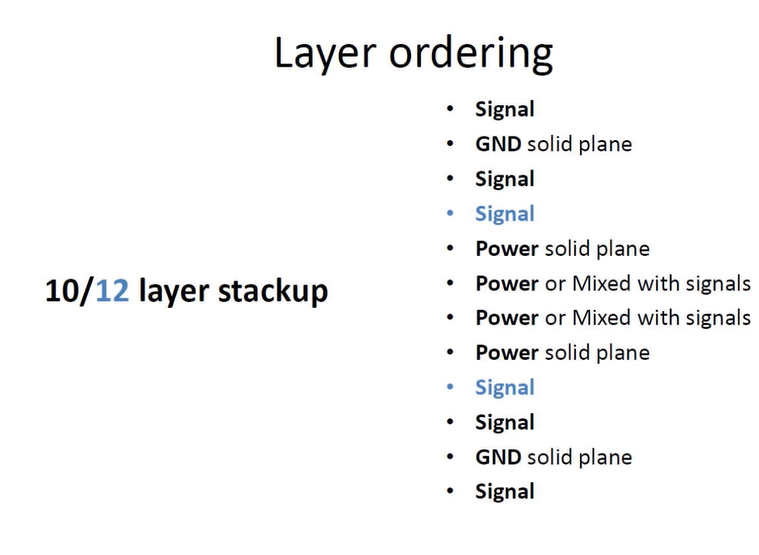 Layer ordering
10/12 layer stackup
• Signal
• GND solid plane
• Signal
• Signal
• Power solid plane
• Power or Mixed with signals
• Power or Mixed with signals
• Power solid plane
• Signal
• Signal
• GND solid plane
• Signal